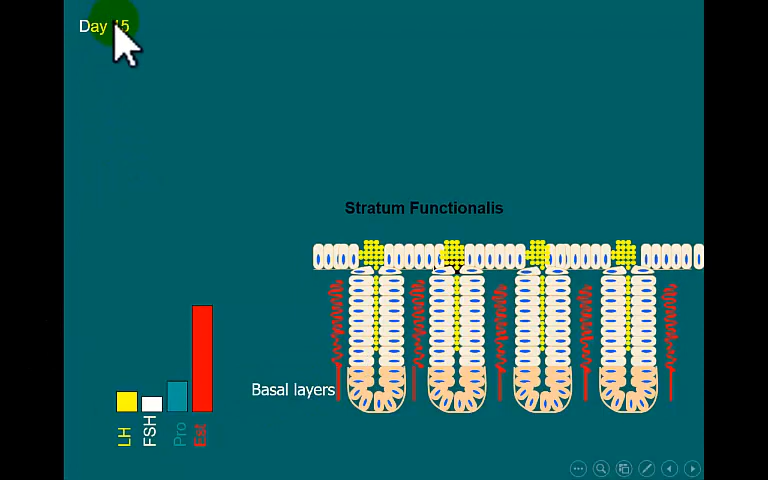 Day 15
Stratum Functionalis
Basal layers
LH
FSH
Pro
Est